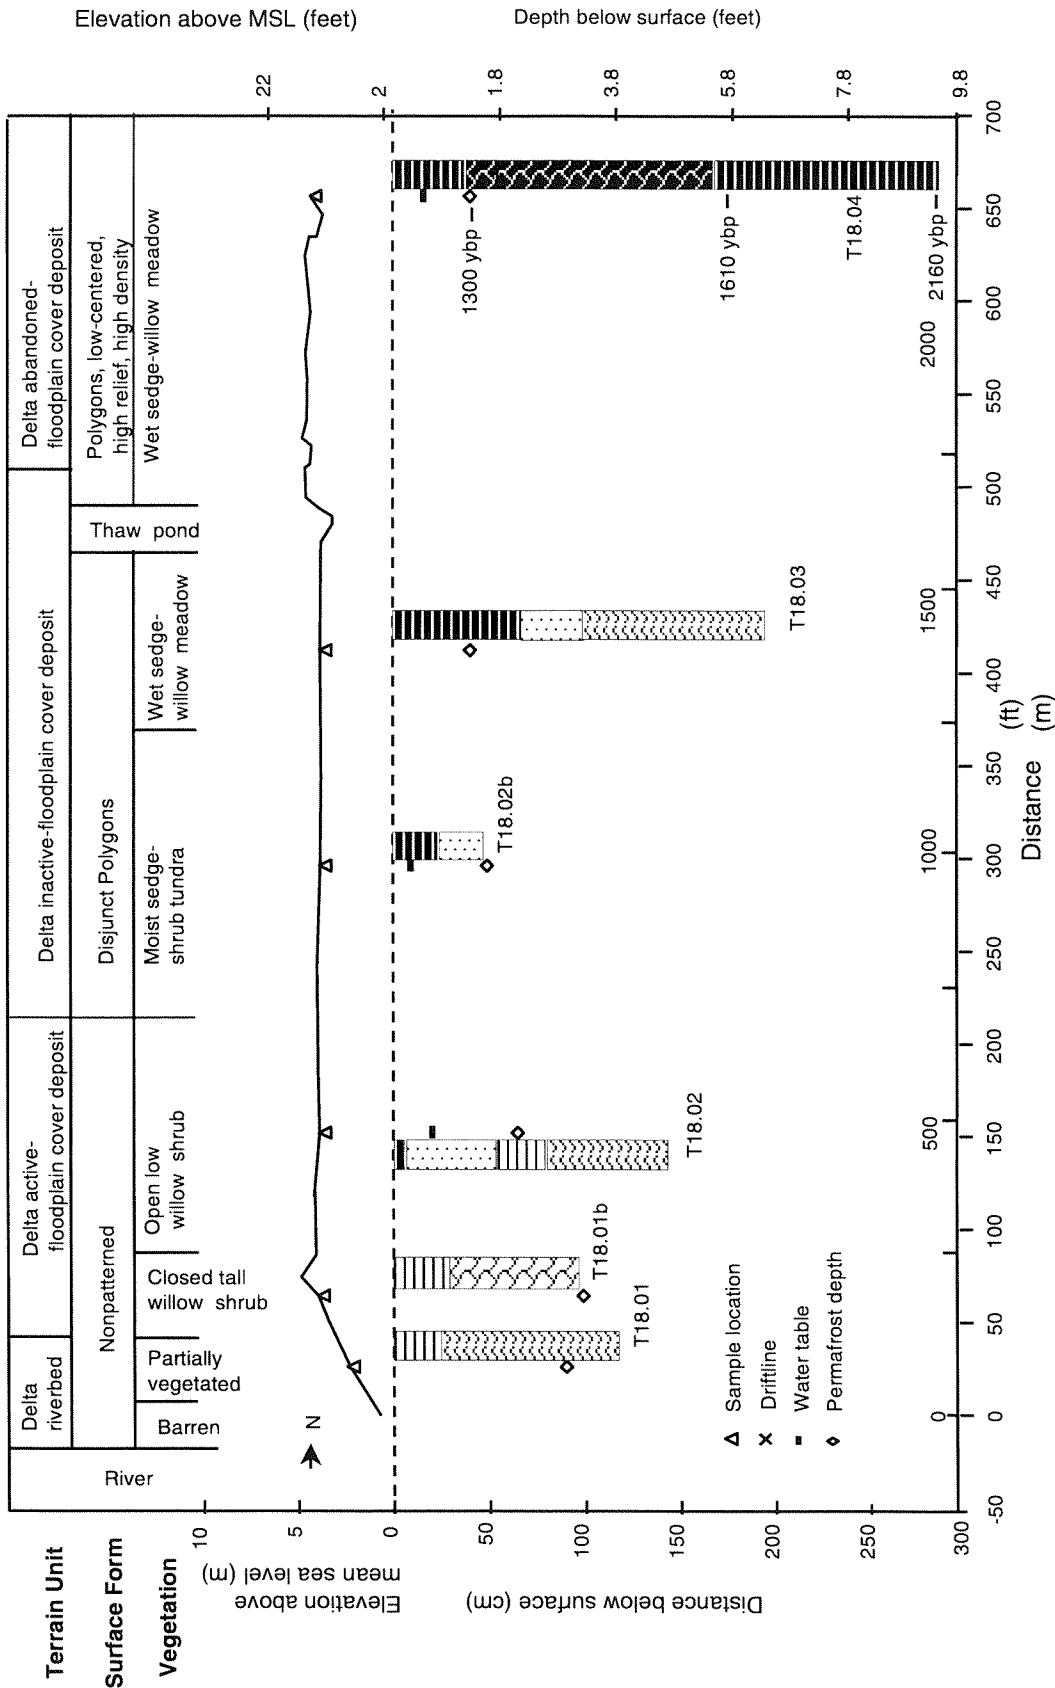 Terrain Unit
Surface Form
Vegetation
River
Delta
riverbed
Delta active-
floodplain cover deposit
Delta inactive-floodplain cover deposit
Delta abandoned-
floodplain cover deposit
Nonpatterned
Disjunct Polygons
Thaw pond
Polygons, low-centered,
high relief, high density
Barren
Partially
vegetated
Closed tall
willow shrub
Open low
willow shrub
Moist sedge-
shrub tundra
Wet sedge-
willow meadow
Wet sedge-willow meadow
N
Elevation above
mean sea level (m)
10
5
0
Distance below surface (cm)
50
100
150
200
250
300
Elevation above MSL (feet)
22
2
Depth below surface (feet)
1.8
3.8
5.8
7.8
9.8
T18.01
T18.01b
T18.02
T18.02b
T18.03
1300 ybp
1610 ybp
T18.04
2160 ybp
Sample location
Driftline
Water table
Permafrost depth
0
500
1000
1500
2000
(ft)
-50
0
50
100
150
200
250
300
350
400
450
500
550
600
650
700
(m)
Distance